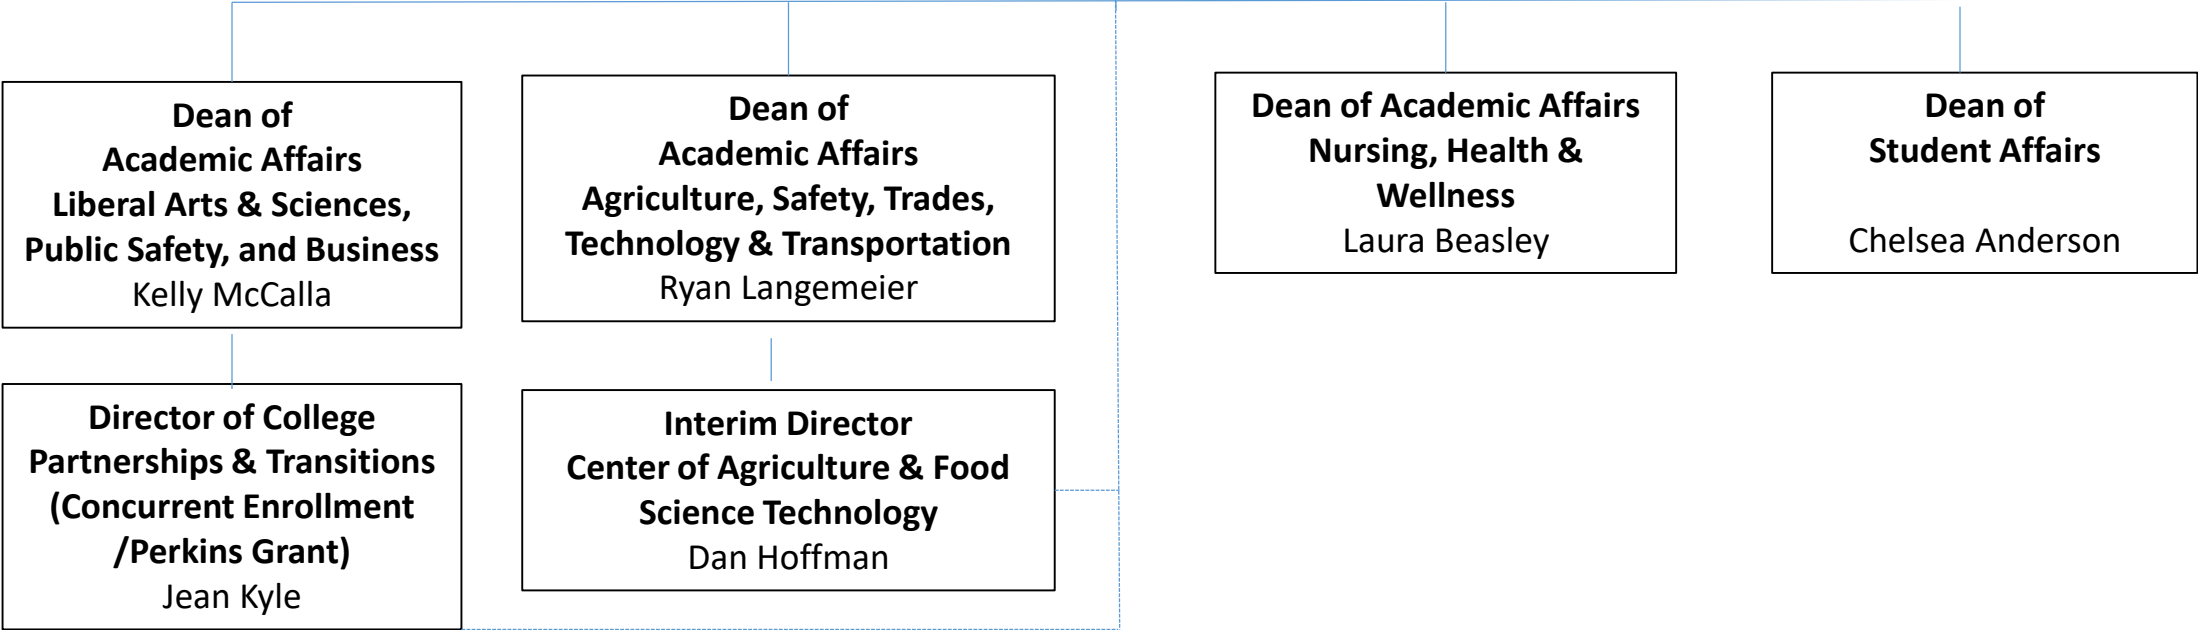 Dean of
Academic Affairs
Liberal Arts & Sciences,
Public Safety, and Business
Kelly McCalla
Dean of
Academic Affairs
Agriculture, Safety, Trades,
Technology & Transportation
Ryan Langemeier
Dean of Academic Affairs
Nursing, Health &
Wellness
Laura Beasley
Dean of
Student Affairs
Chelsea Anderson
Director of College
Partnerships & Transitions
(Concurrent Enrollment
/Perkins Grant)
Jean Kyle
Interim Director
Center of Agriculture & Food
Science Technology
Dan Hoffman